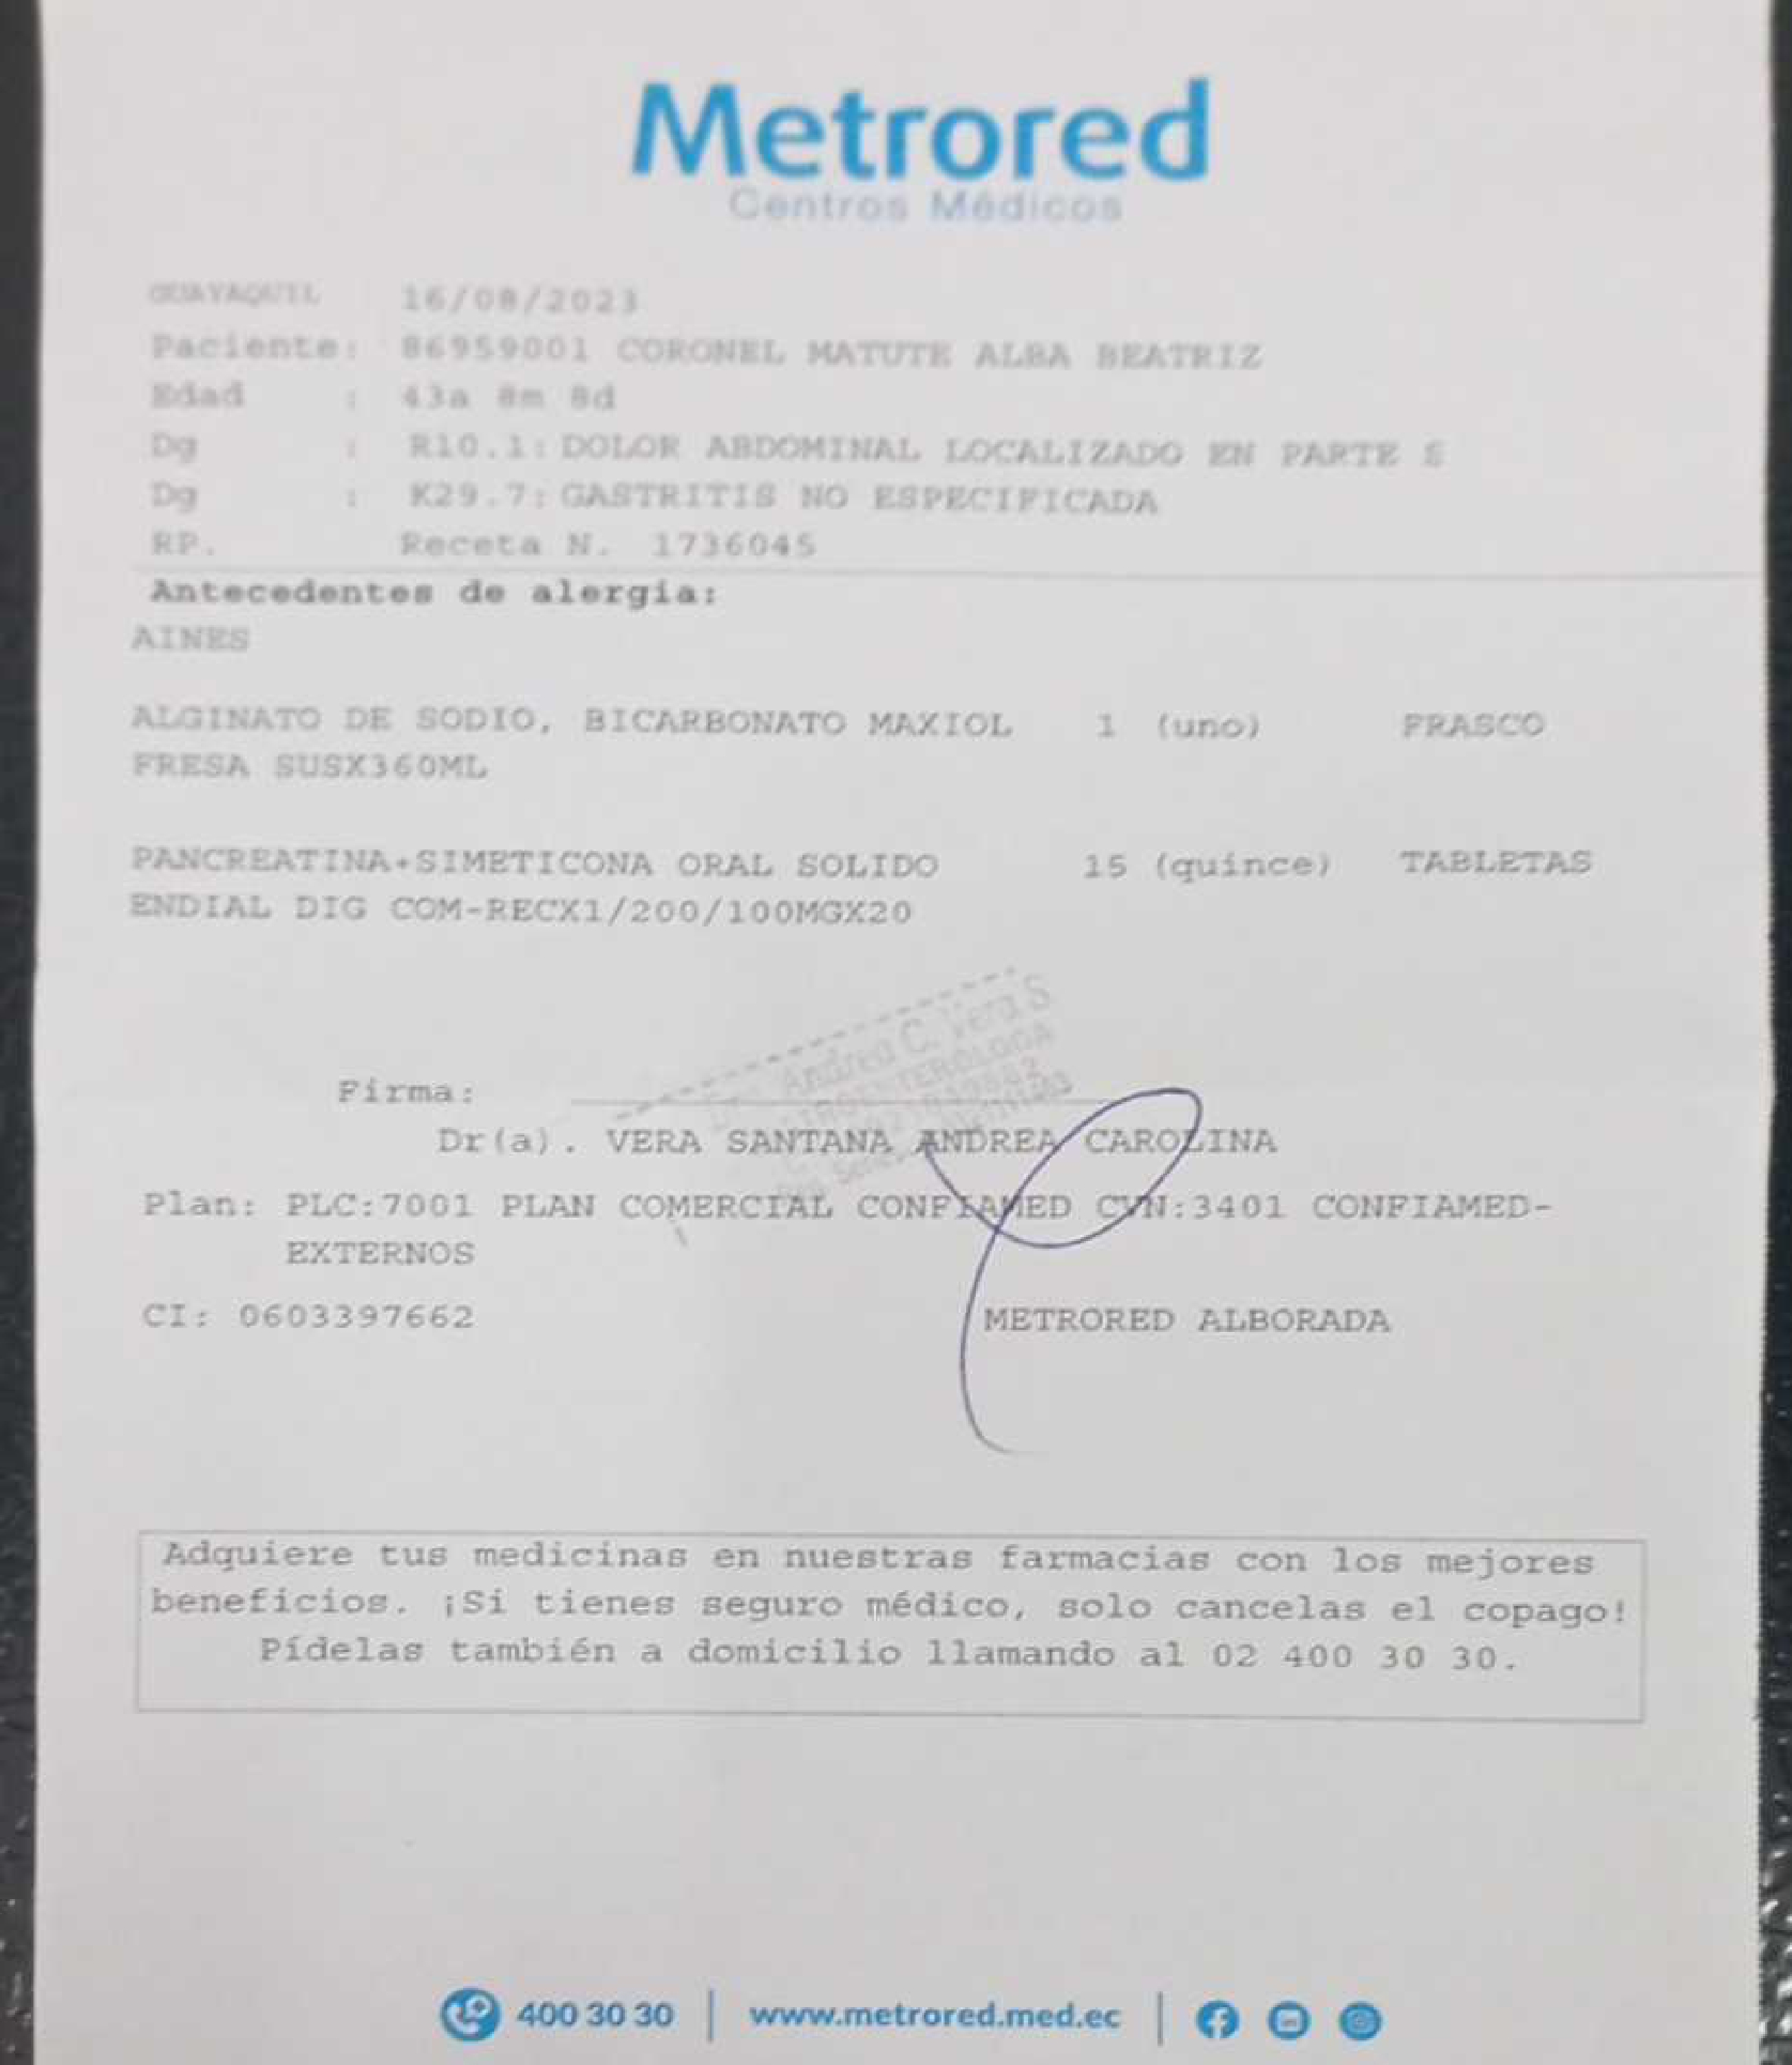 Metrored
Centros Médicos
GUAYAQUIL 16/08/2023
Paciente: 86959001 CORONEL MATUTE ALBA BEATRIZ
Edad : 43a 8m 8d
Dg : R10.1: DOLOR ABDOMINAL LOCALIZADO EN PARTE S
Dg : K29.7: GASTRITIS NO ESPECIFICADA
RP. Receta N. 1736045
Antecedentes de alergia:
AINES
ALGINATO DE SODIO, BICARBONATO MAXIOL 1 (uno) FRASCO
FRESA SUSX360ML
PANCREATINA+SIMETICONA ORAL SOLIDO 15 (quince) TABLETAS
ENDIAL DIG COM-RECX1/200/100MGX20
Andrea C. Vera S
Firma:
Dr(a). VERA SANTANA ANDREA CAROLINA
Plan: PLC:7001 PLAN COMERCIAL CONFIAMED CVN:3401 CONFIAMED-
EXTERNOS
CI: 0603397662 METRORED ALBORADA
Adquiere tus medicinas en nuestras farmacias con los mejores
beneficios. ¡Si tienes seguro médico, solo cancelas el copago!
Pídelas también a domicilio llamando al 02 400 30 30.
400 30 30 www.metrored.med.ec